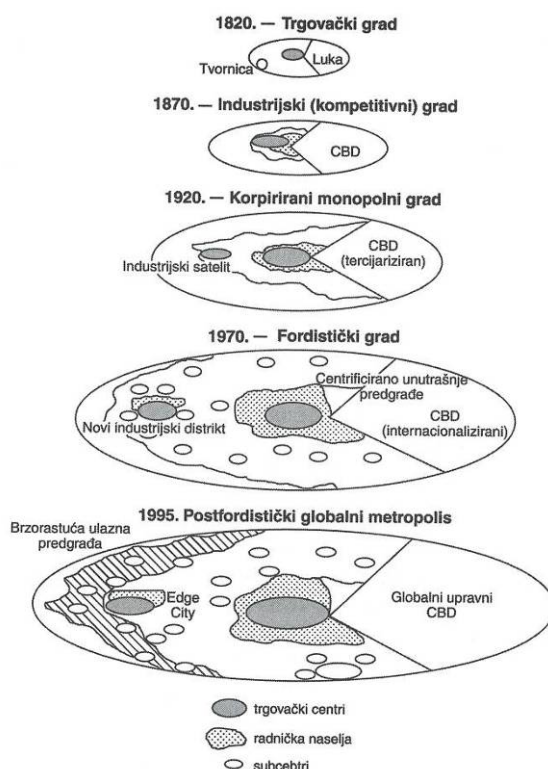 1820. — Trgovački grad
Tvornica
Luka
1870. — Industrijski (kompetitivni) grad
CBD
1920. — Korpirirani monopolni grad
Industrijski satelit
CBD
(tercijariziran)
1970. — Fordistički grad
Centrificirano unutrašnje
predgrađe
Novi industrijski distrikt
CBD
(internacionalizirani)
1995. Postfordistički globalni metropolis
Brzorastuća ulazna
predgrađa
Edge
City
Globalni upravni
CBD
trgovački centri
radnička naselja
subcebtri